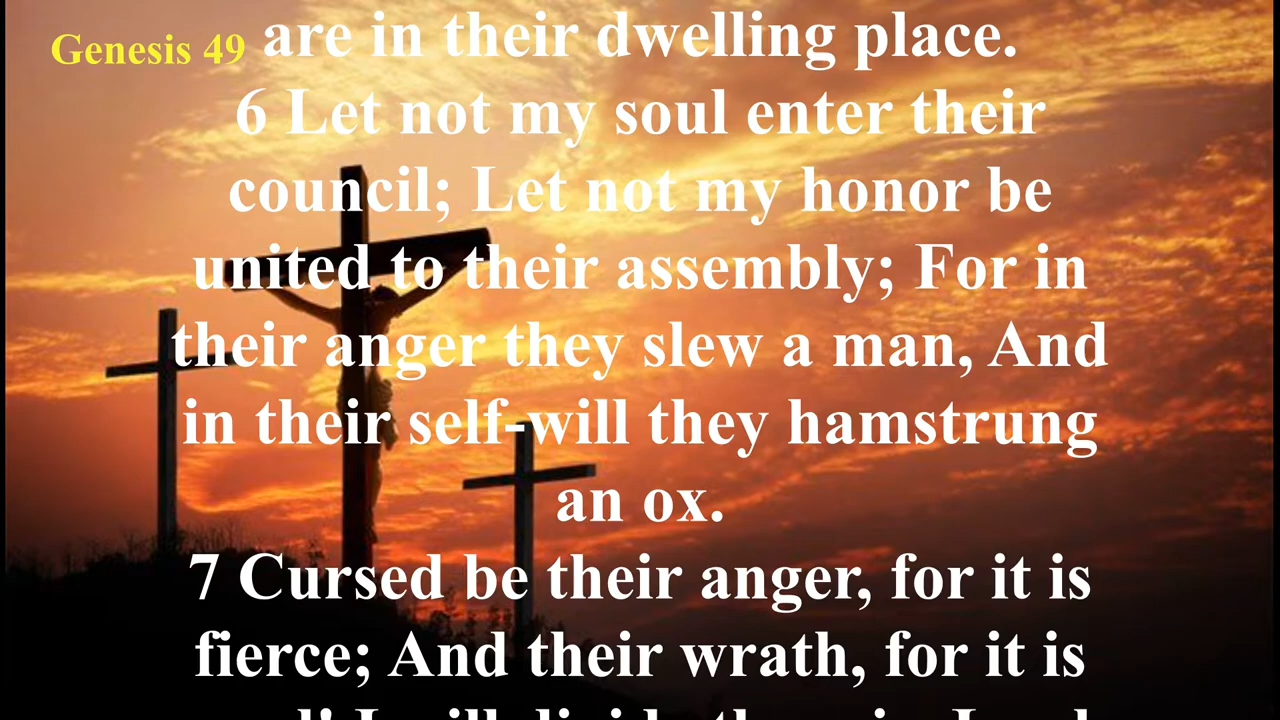 Genesis 49
are in their dwelling place.
6 Let not my soul enter their
council; Let not my honor be
united to their assembly; For in
their anger they slew a man, And
in their self-will they hamstrung
an ox.
7 Cursed be their anger, for it is
fierce; And their wrath, for it is